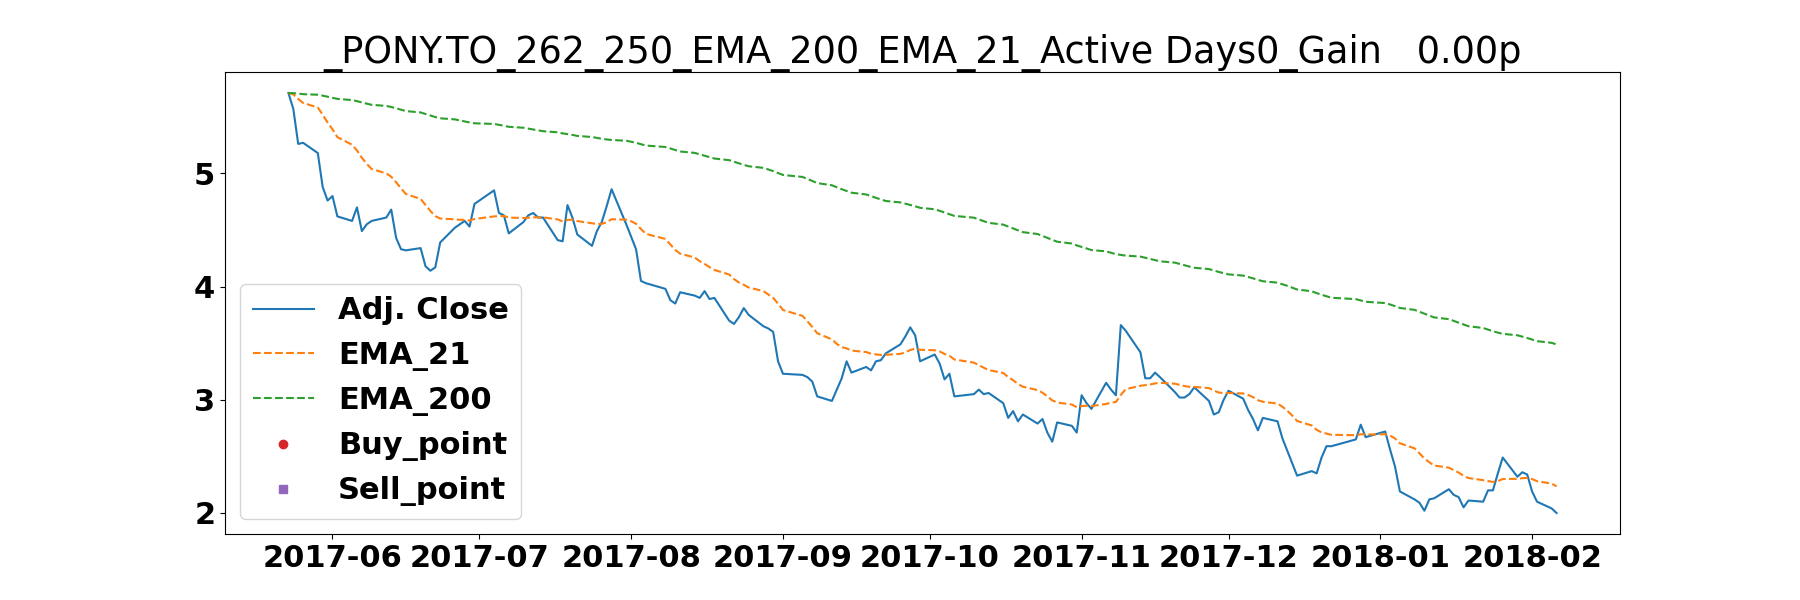 _PONY.TO_262_250_EMA_200_EMA_21_Active Days0_Gain   0.00p
5
4
3
2
Adj. Close
EMA_21
EMA_200
Buy_point
Sell_point
2017-06 2017-07 2017-08 2017-09 2017-10 2017-11 2017-12 2018-01 2018-02